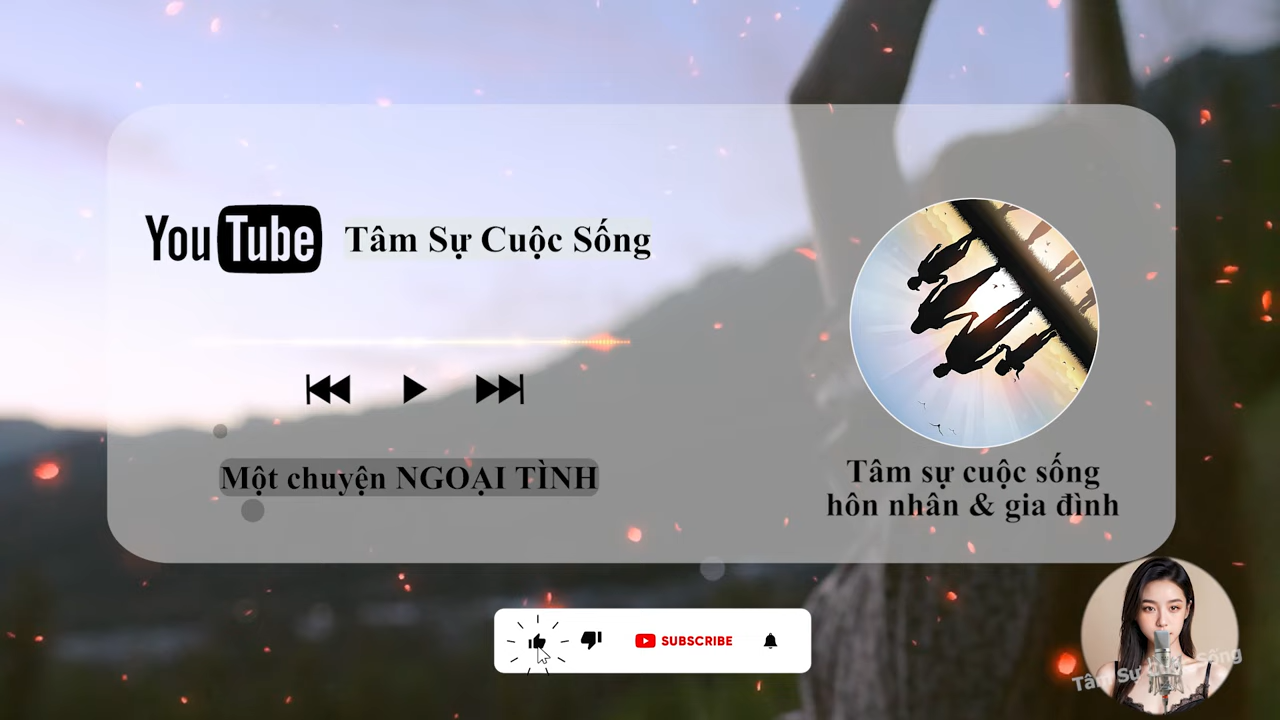 YouTube Tâm Sự Cuộc Sống
Một chuyện NGOẠI TÌNH
Tâm sự cuộc sống
hôn nhân & gia đình
SUBSCRIBE
Tâm Sự Cuộc Sống